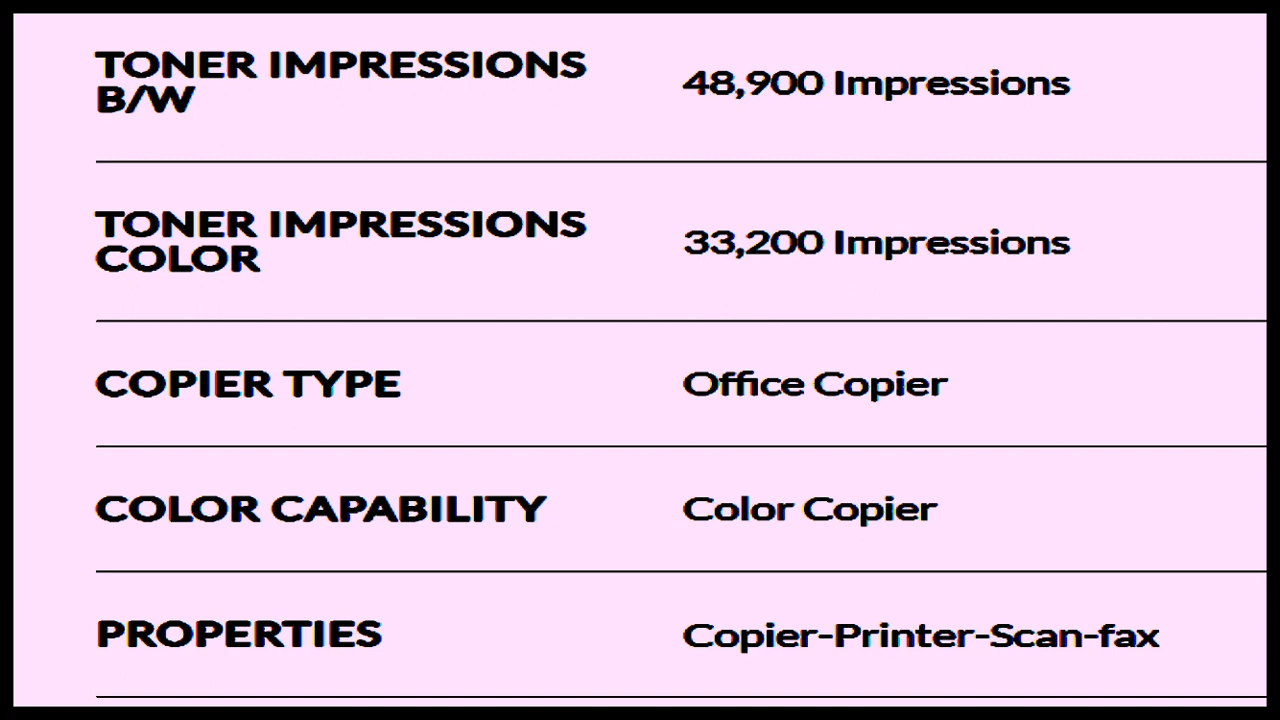 TONER IMPRESSIONS
B/W
48,900 Impressions
TONER IMPRESSIONS
COLOR
33,200 Impressions
COPIER TYPE
Office Copier
COLOR CAPABILITY
Color Copier
PROPERTIES
Copier-Printer-Scan-fax